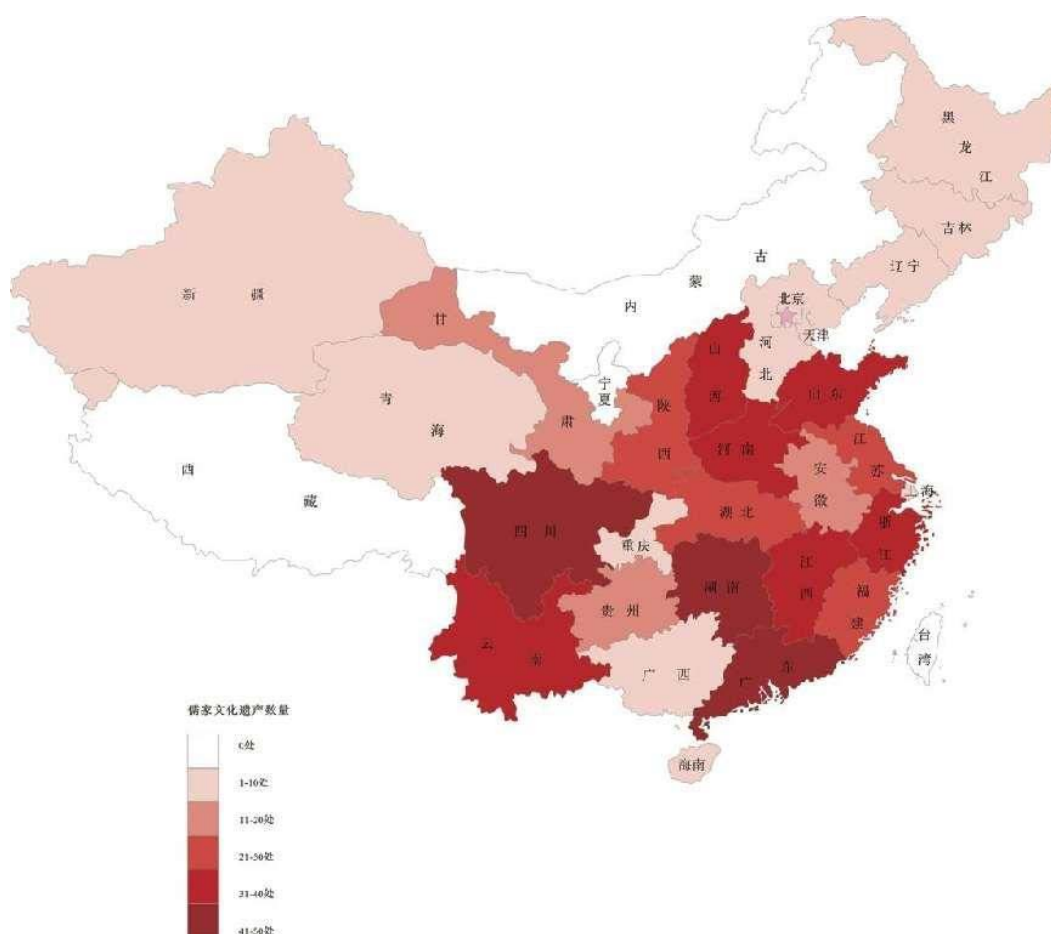 黑龙江
吉林
辽宁
内蒙古
北京
天津
河北
新疆
甘肃
青海
宁夏
陕西
山西
山东
河南
江苏
安徽
上海
西藏
四川
重庆
湖北
浙江
湖南
江西
福建
贵州
云南
广西
广东
台湾
海南
儒家文化遗产数量
0处
1-10处
11-20处
21-30处
31-40处
41-50处